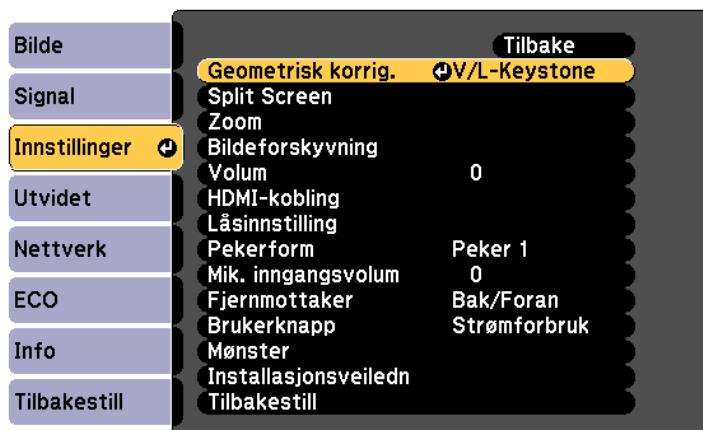 Bilde
Signal
Innstillinger
Utvidet
Nettverk
ECO
Info
Tilbakestill
Tilbake
Geometrisk korrig. V/L-Keystone
Split Screen
Zoom
Bildeforskyvning
Volum 0
HDMI-kobling
Låsinnstilling
Pekerform Peker 1
Mik. inngangsvolum 0
Fjernmottaker Bak/Foran
Brukerknapp Strømforbruk
Mønster
Installasjonsveiledn
Tilbakestill